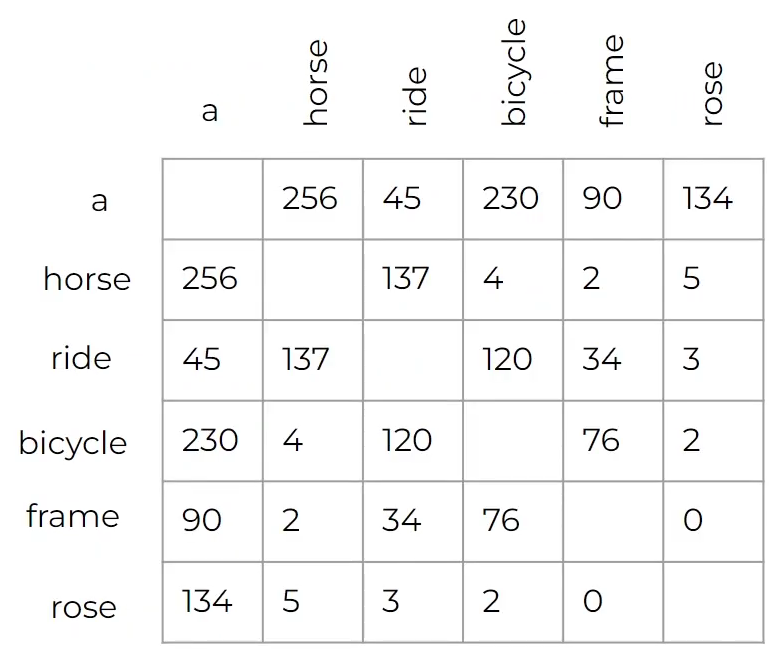 a horse ride bicycle frame rose
a 256 45 230 90 134
horse 256 137 4 2 5
ride 45 137 120 34 3
bicycle 230 4 120 76 2
frame 90 2 34 76 0
rose 134 5 3 2 0